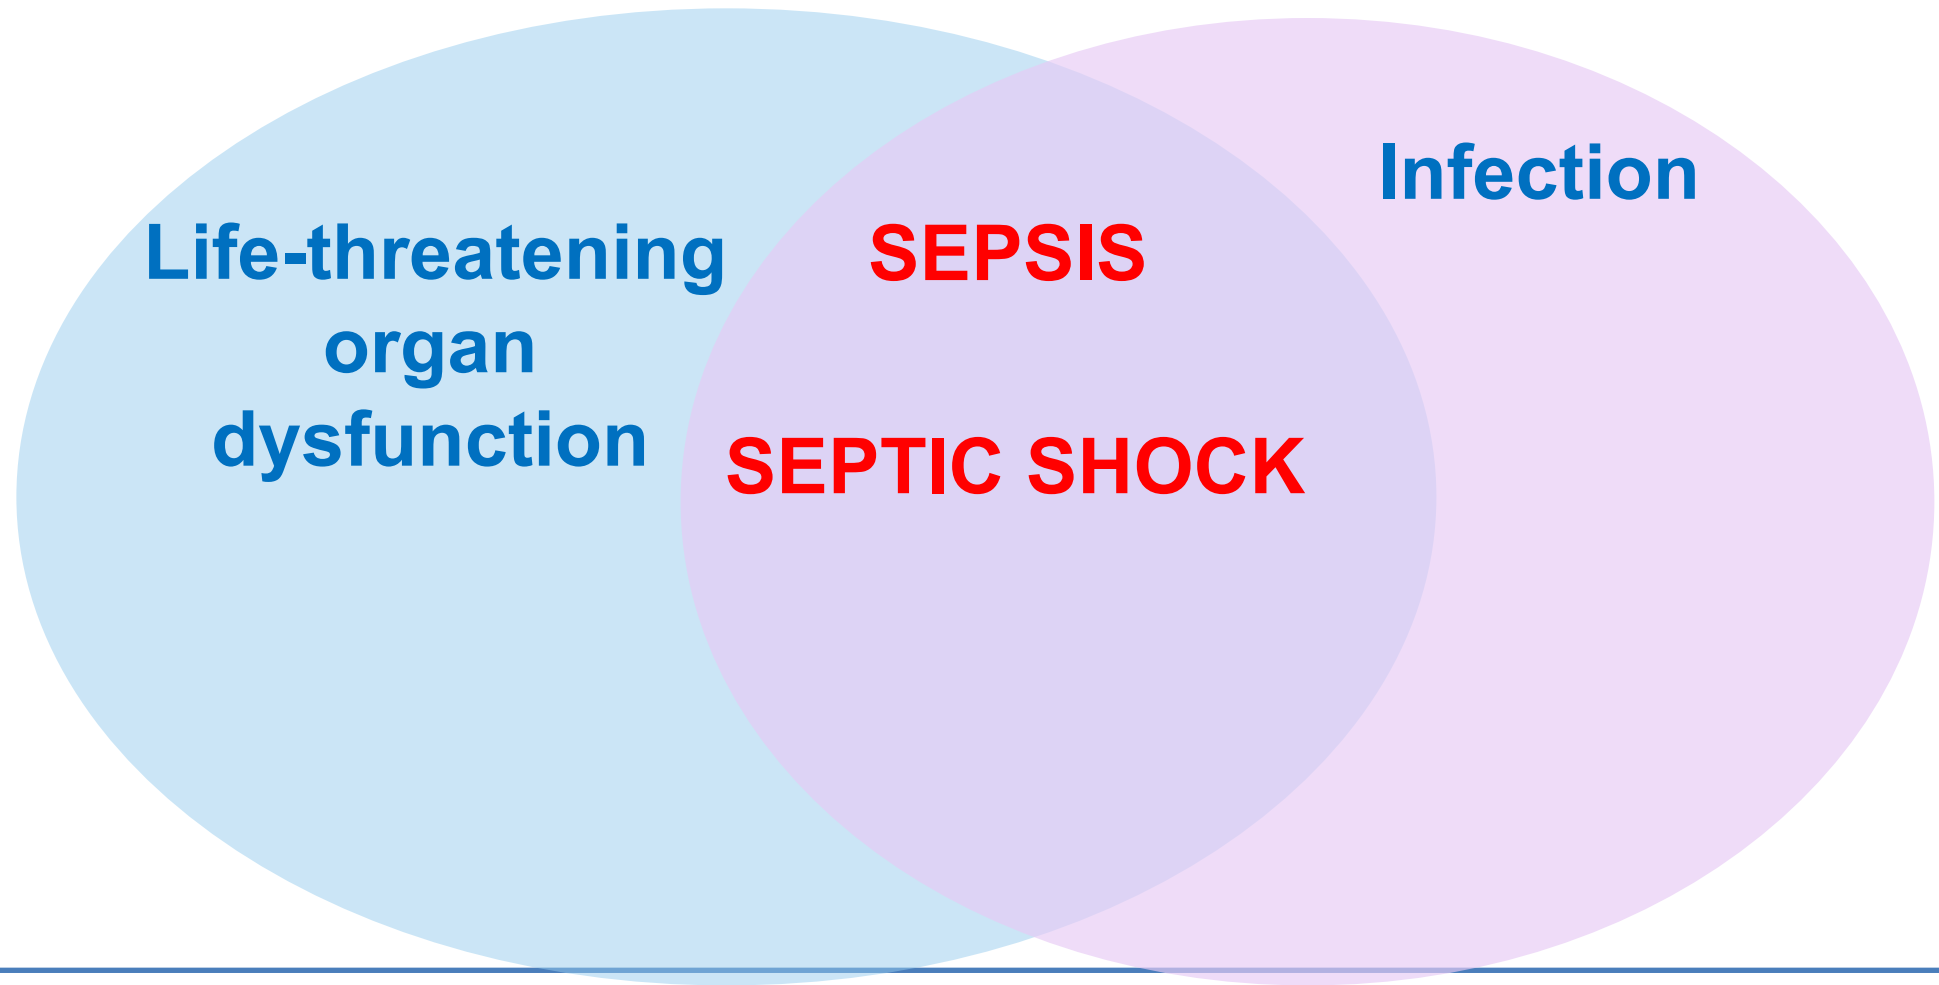 Life-threatening
organ
dysfunction
SEPSIS
SEPTIC SHOCK
Infection